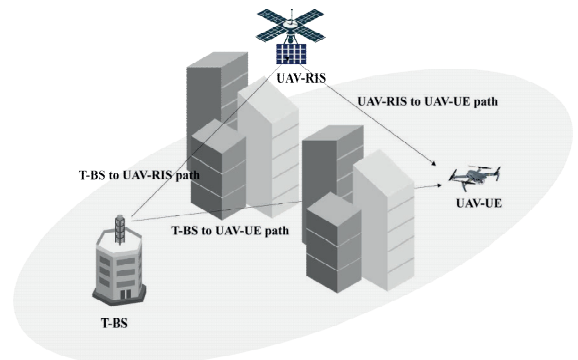 UAV-RIS
UAV-RIS to UAV-UE path
T-BS to UAV-RIS path
UAV-UE
T-BS to UAV-UE path
T-BS